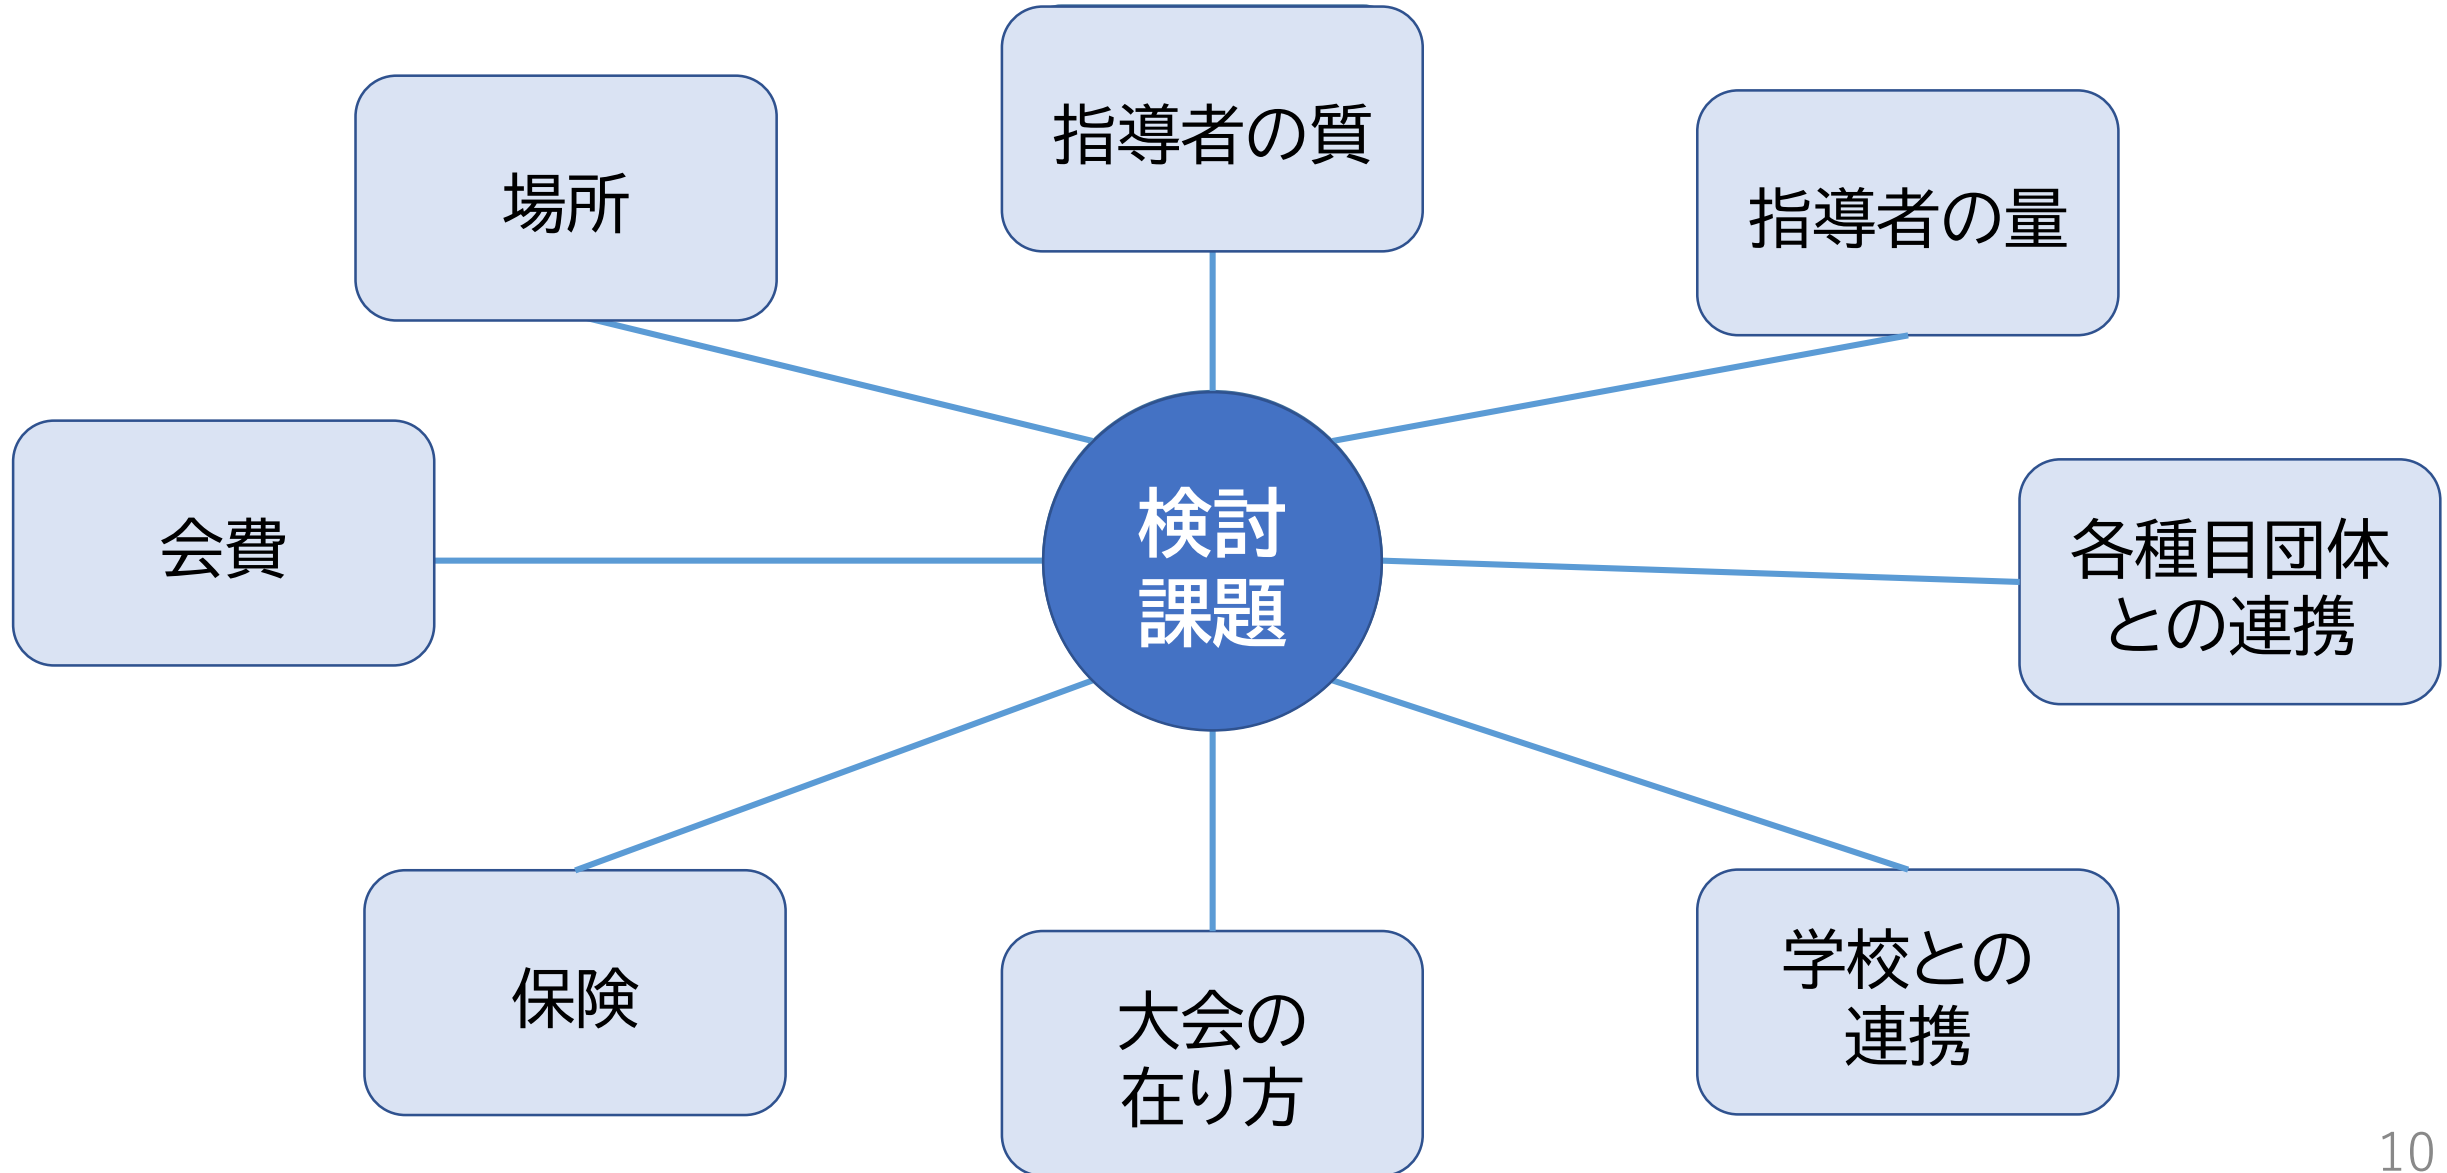 指導者の質
場所
指導者の量
検討
課題
会費
各種目団体
との連携
保険
大会の
在り方
学校との
連携
10